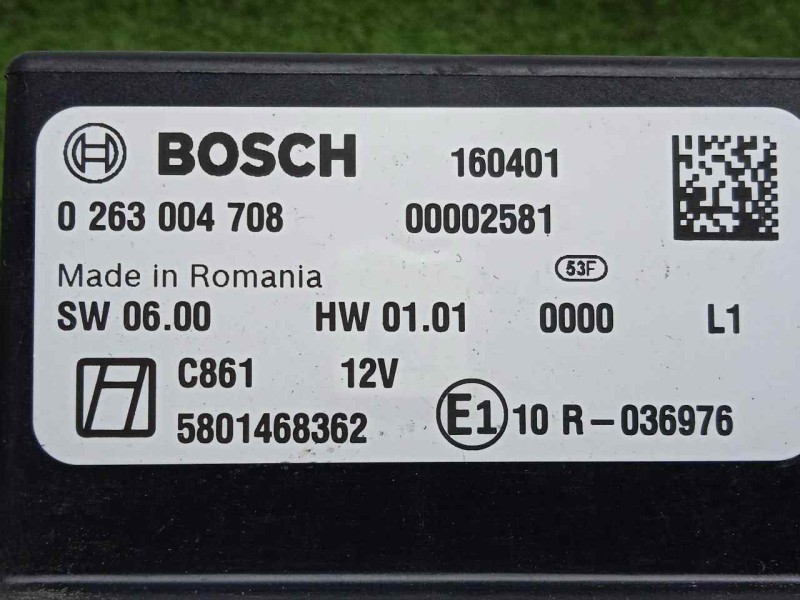 BOSCH 160401
0 263 004 708 00002581
Made in Romania 53F
SW 06.00 HW 01.01 0000 L1
C861 12V
5801468362 E1 10 R-036976